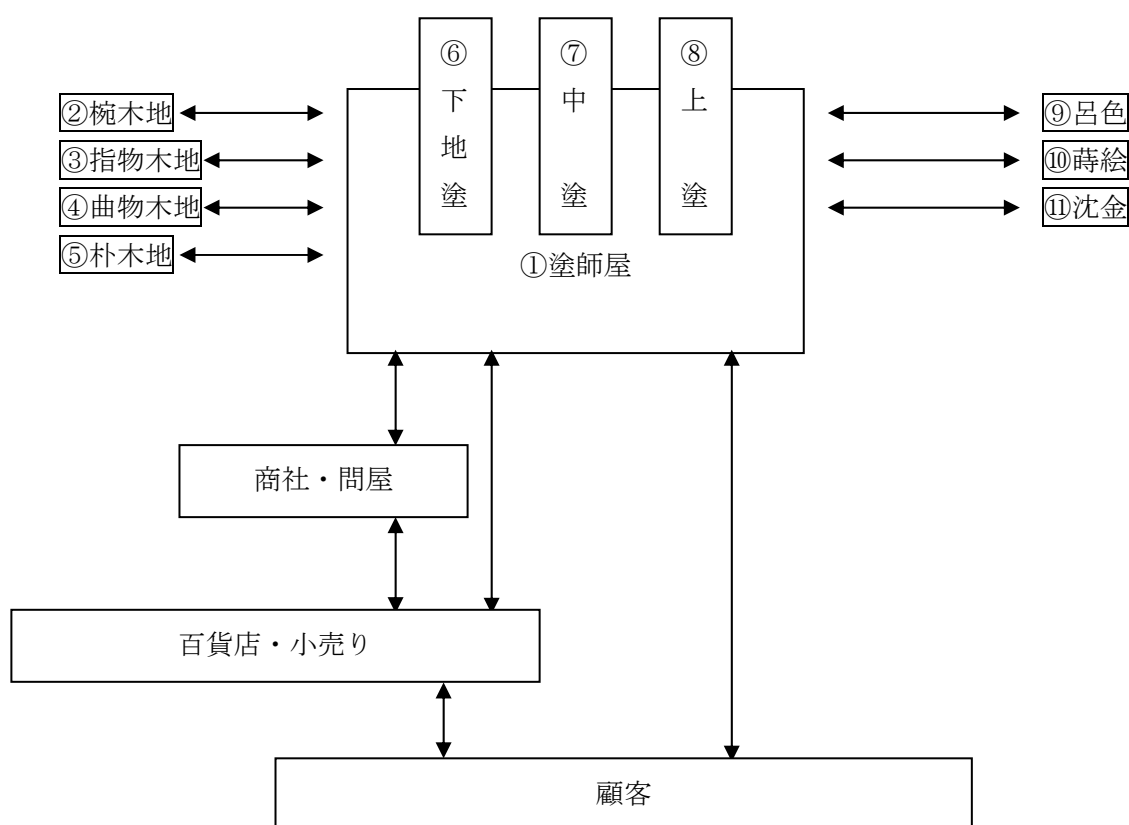 ⑥下地塗
⑦中塗
⑧上塗
②椀木地
③指物木地
④曲物木地
⑤朴木地
⑨呂色
⑩蒔絵
⑪沈金
①塗師屋
商社・問屋
百貨店・小売り
顧客